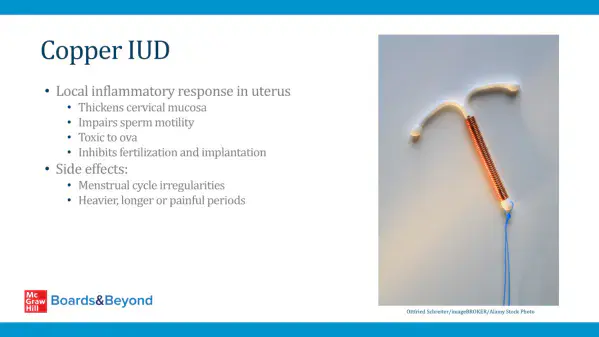 Copper IUD
• Local inflammatory response in uterus
• Thickens cervical mucosa
• Impairs sperm motility
• Toxic to ova
• Inhibits fertilization and implantation
• Side effects:
• Menstrual cycle irregularities
• Heavier, longer or painful periods
Mc
Graw
Hill
Boards&Beyond
Ottfried Schreiter/imageBROKER/Alamy Stock Photo